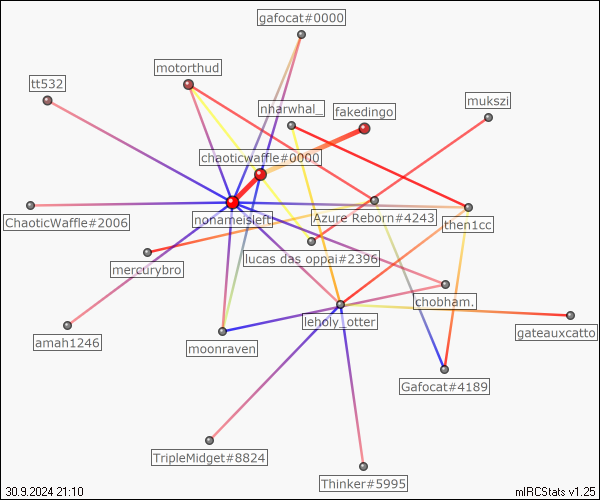 gafocat#0000
motorthud
tt532
nharwhal_
fakedingo
mukszi
chaoticwaffle#0000
ChaoticWaffle#2006
nonameisleft
Azure Reborn#4243
then1cc
lucas das oppai#2396
mercurybro
chobham.
leholy_otter
gateauxcatto
amah1246
moonraven
Gafocat#4189
TripleMidget#8824
Thinker#5995
30.9.2024 21:10
mIRCStats v1.25